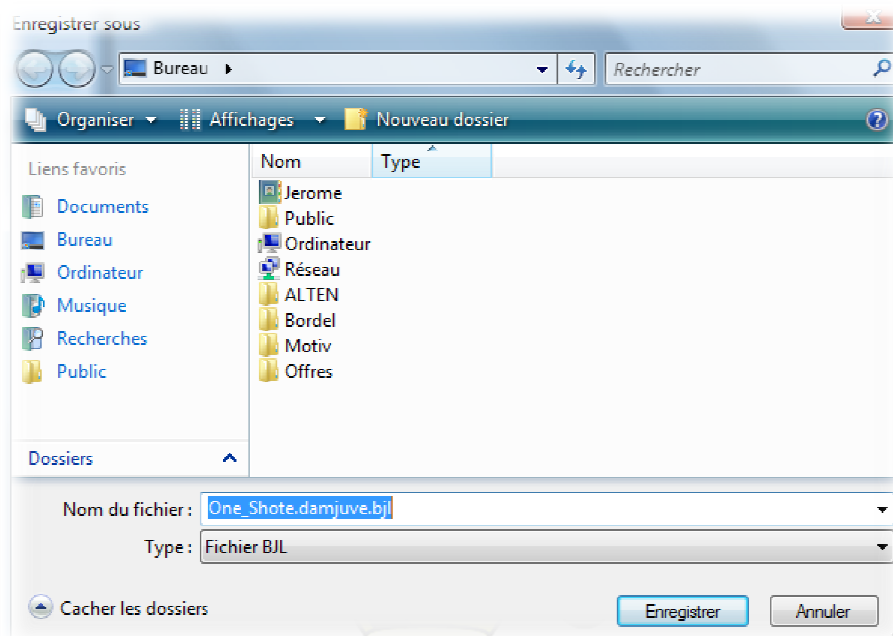 Enregistrer sous
Bureau
Rechercher
Organiser Affichages Nouveau dossier
Liens favoris
Documents
Bureau
Ordinateur
Musique
Recherches
Public
Dossiers
Nom Type
Jerome
Public
Ordinateur
Réseau
ALTEN
Bordel
Motiv
Offres
Nom du fichier : One_Shote.damjuve.bjl
Type : Fichier BJL
Cacher les dossiers Enregistrer Annuler